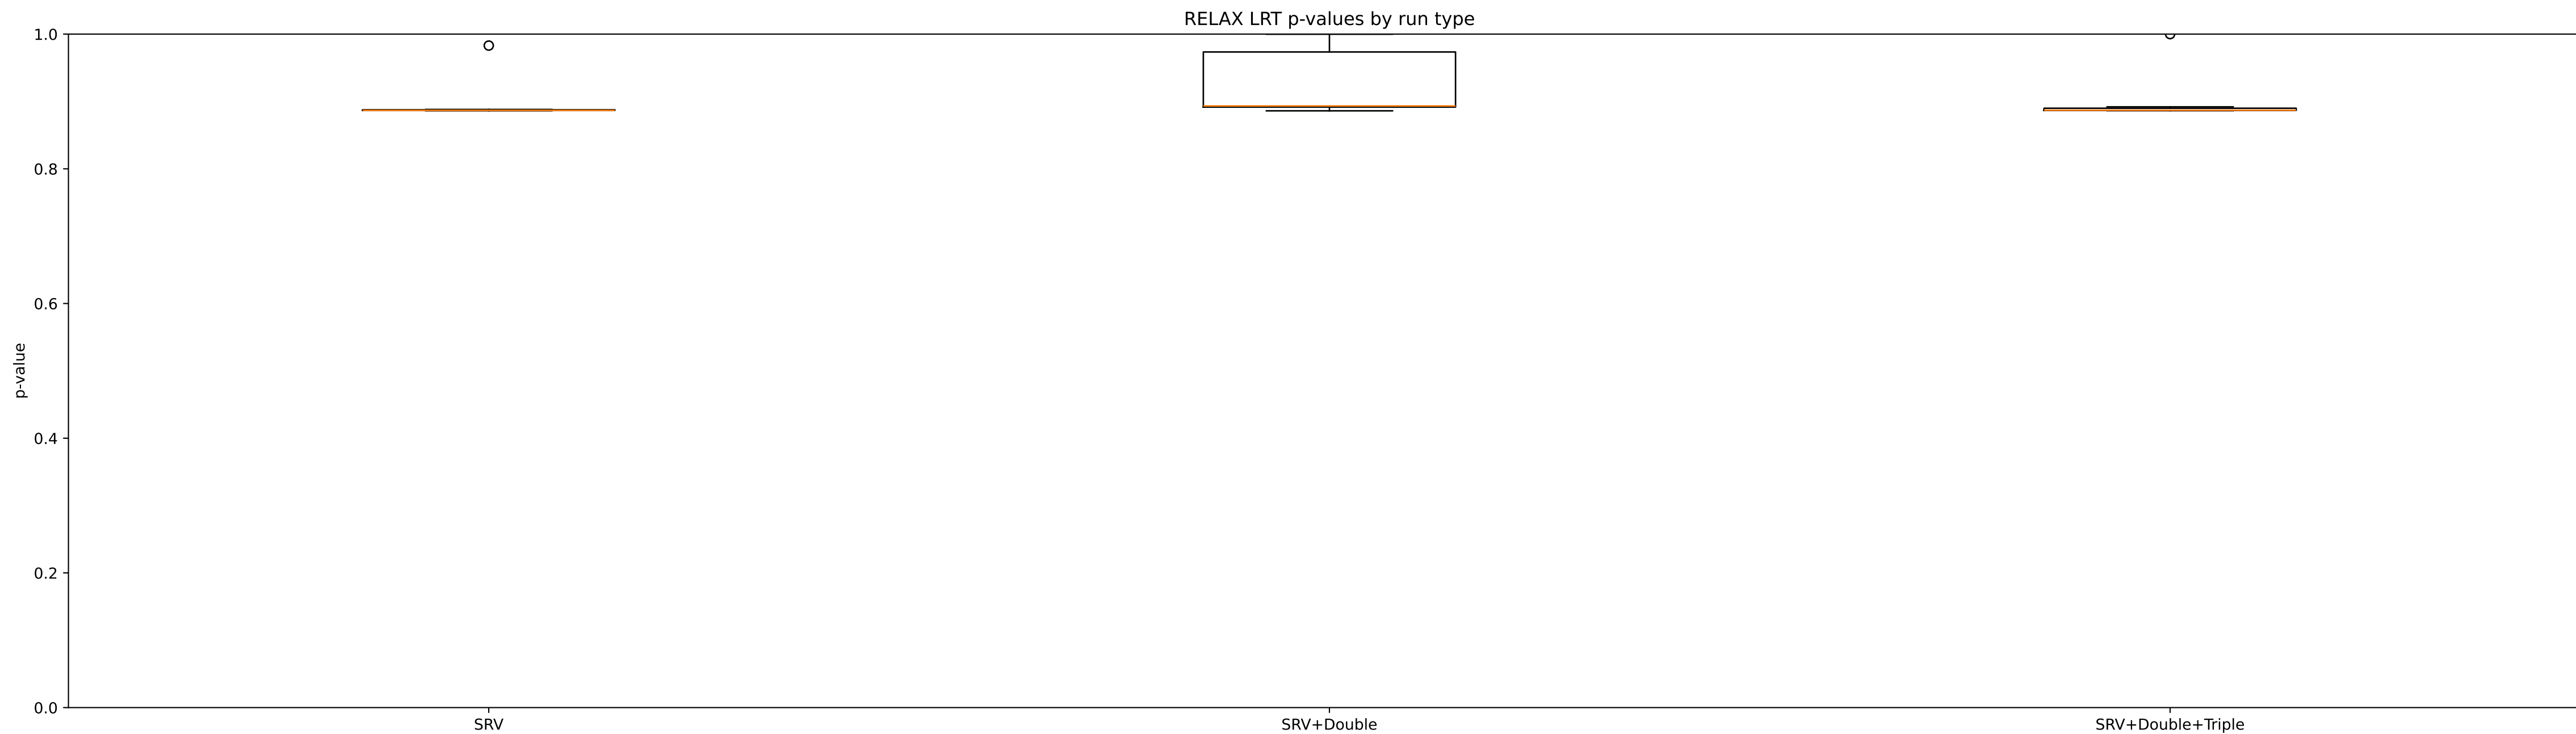 RELAX LRT p-values by run type
1.0
0.8
0.6
0.4
0.2
0.0
p-value
SRV
SRV+Double
SRV+Double+Triple